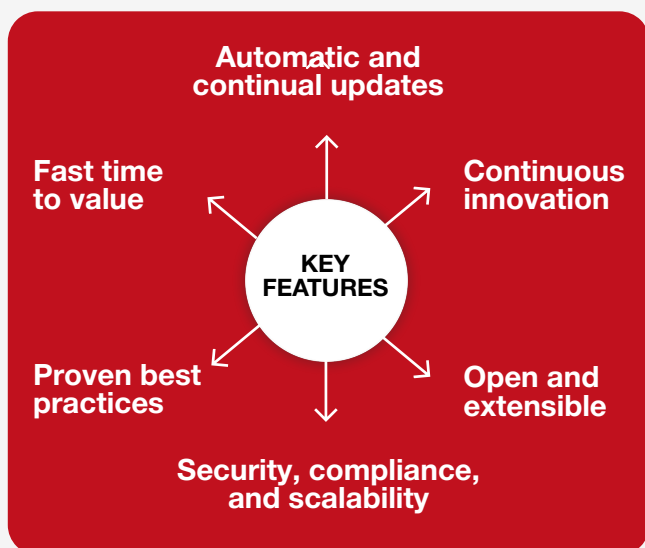 Automatic and
continual updates
Fast time
to value
Continuous
innovation
KEY
FEATURES
Proven best
practices
Open and
extensible
Security, compliance,
and scalability